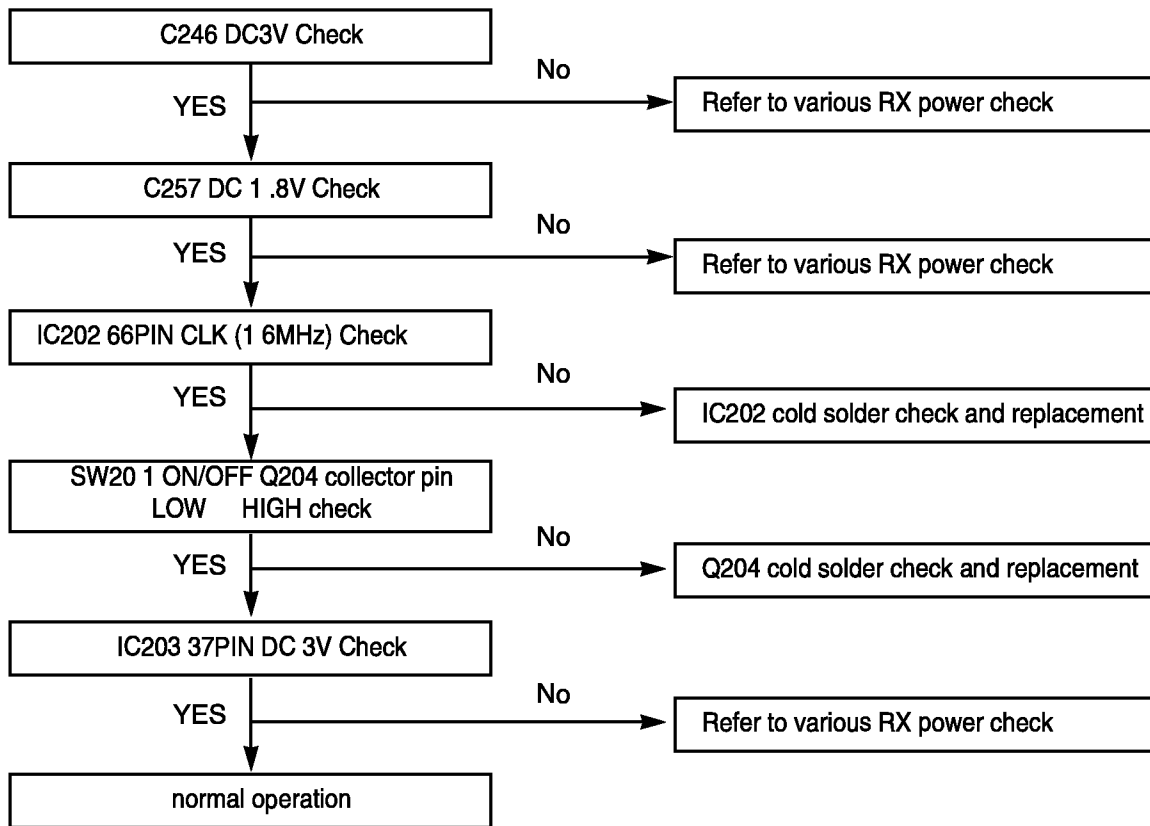 C246 DC3V Check
No
YES
Refer to various RX power check
C257 DC 1 .8V Check
No
YES
Refer to various RX power check
IC202 66PIN CLK (1 6MHz) Check
No
YES
IC202 cold solder check and replacement
SW20 1 ON/OFF Q204 collector pin
LOW HIGH check
No
YES
Q204 cold solder check and replacement
IC203 37PIN DC 3V Check
No
YES
Refer to various RX power check
normal operation